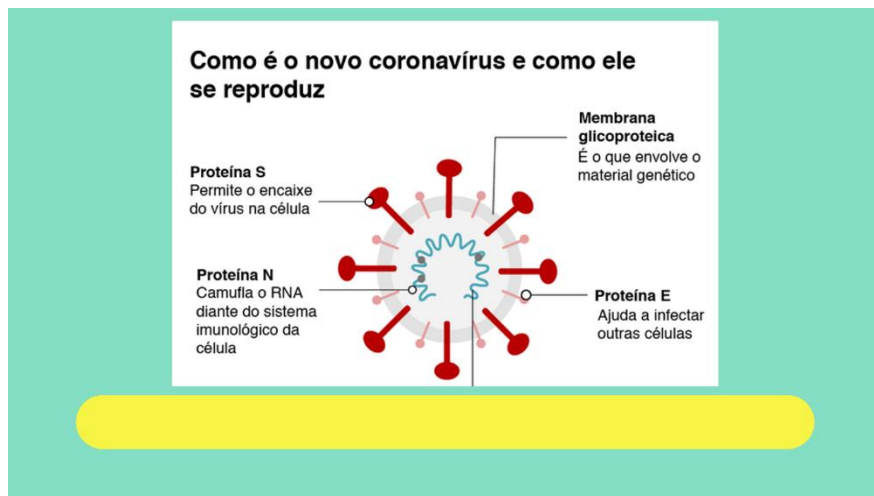 Como é o novo coronavírus e como ele
se reproduz
Membrana
glicoproteica
É o que envolve o
material genético
Proteína S
Permite o encaixe
do vírus na célula
Proteína N
Camufla o RNA
diante do sistema
imunológico da
célula
Proteína E
Ajuda a infectar
outras células